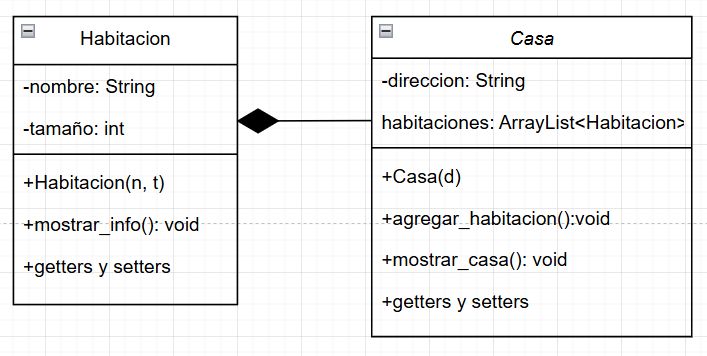 Habitacion
-nombre: String
-tamaño: int
+Habitacion(n, t)
+mostrar_info(): void
+getters y setters
Casa
-direccion: String
habitaciones: ArrayList<Habitacion>
+Casa(d)
+agregar_habitacion():void
+mostrar_casa(): void
+getters y setters